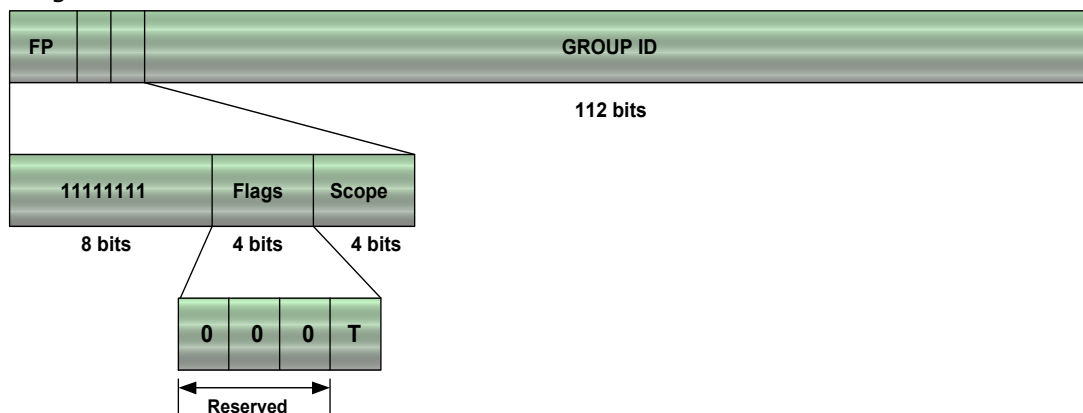 FP GROUP ID
112 bits
11111111 Flags Scope
8 bits 4 bits 4 bits
0 0 0 T
Reserved